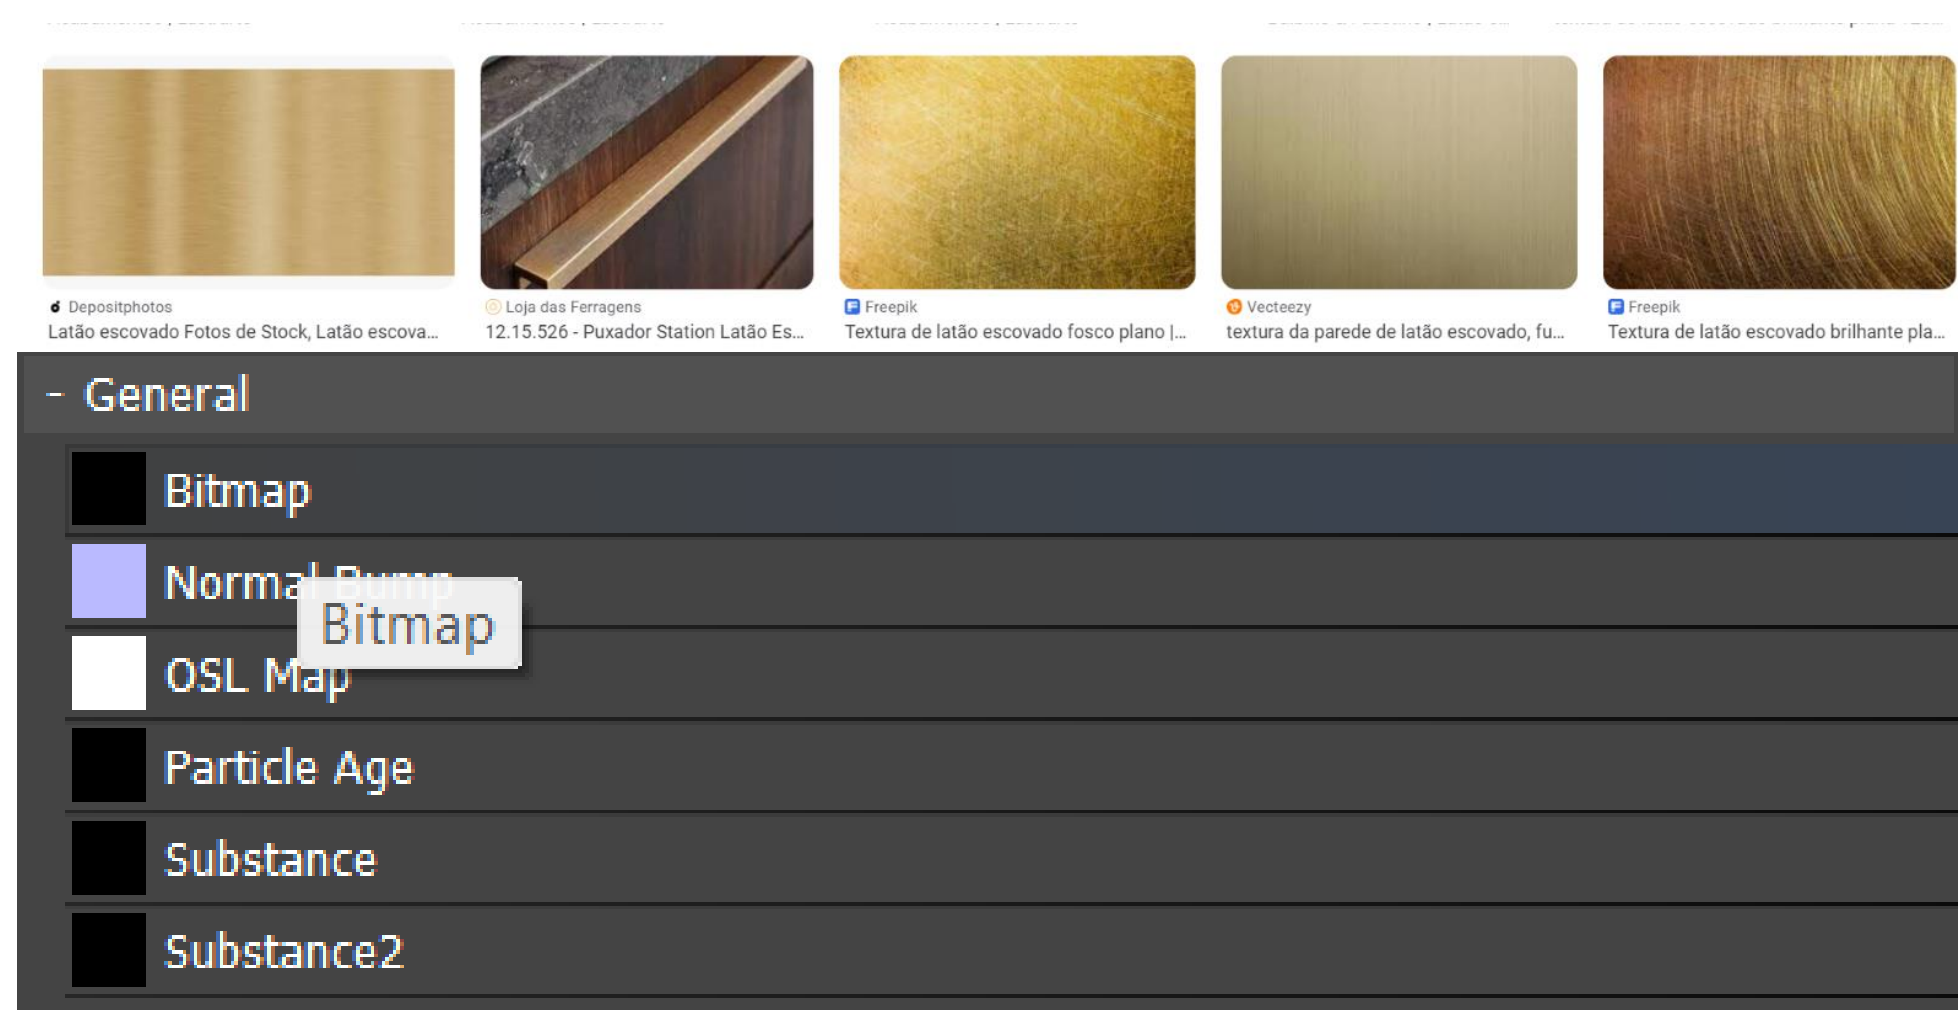 Depositphotos
Latão escovado Fotos de Stock, Latão escova...
Loja das Ferragens
12.15.526 - Puxador Station Latão Es...
Freepik
Textura de latão escovado fosco plano |...
Vecteezy
textura da parede de latão escovado, fu...
Freepik
Textura de latão escovado brilhante pla...
- General
Bitmap
Normal Bump
Bitmap
OSL Map
Particle Age
Substance
Substance2